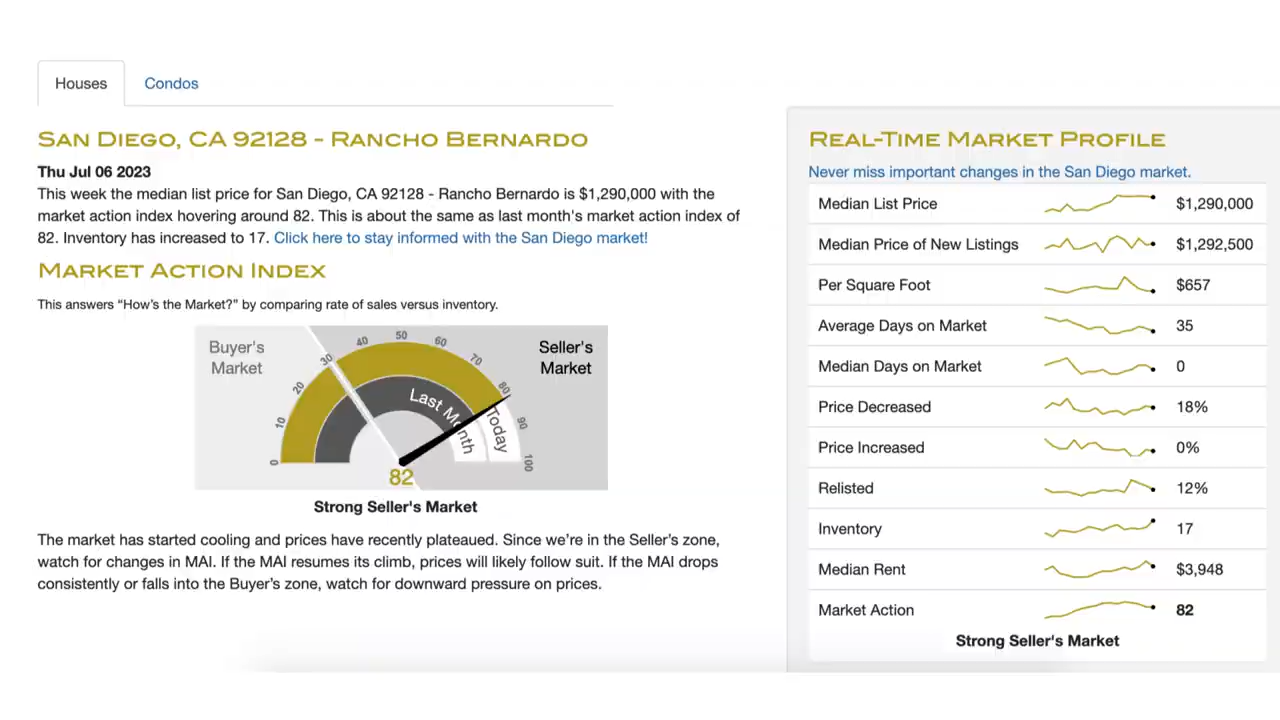 Houses
Condos
SAN DIEGO, CA 92128 - RANCHO BERNARDO
Thu Jul 06 2023
This week the median list price for San Diego, CA 92128 - Rancho Bernardo is $1,290,000 with the
market action index hovering around 82. This is about the same as last month's market action index of
82. Inventory has increased to 17. Click here to stay informed with the San Diego market!
MARKET ACTION INDEX
This answers “How’s the Market?” by comparing rate of sales versus inventory.
Buyer's
Market
Seller's
Market
0
10
20
30
40
50
60
70
80
90
100
Last Month
Today
82
Strong Seller's Market
The market has started cooling and prices have recently plateaued. Since we’re in the Seller’s zone,
watch for changes in MAI. If the MAI resumes its climb, prices will likely follow suit. If the MAI drops
consistently or falls into the Buyer’s zone, watch for downward pressure on prices.
REAL-TIME MARKET PROFILE
Never miss important changes in the San Diego market.
Median List Price $1,290,000
Median Price of New Listings $1,292,500
Per Square Foot $657
Average Days on Market 35
Median Days on Market 0
Price Decreased 18%
Price Increased 0%
Relisted 12%
Inventory 17
Median Rent $3,948
Market Action 82
Strong Seller's Market